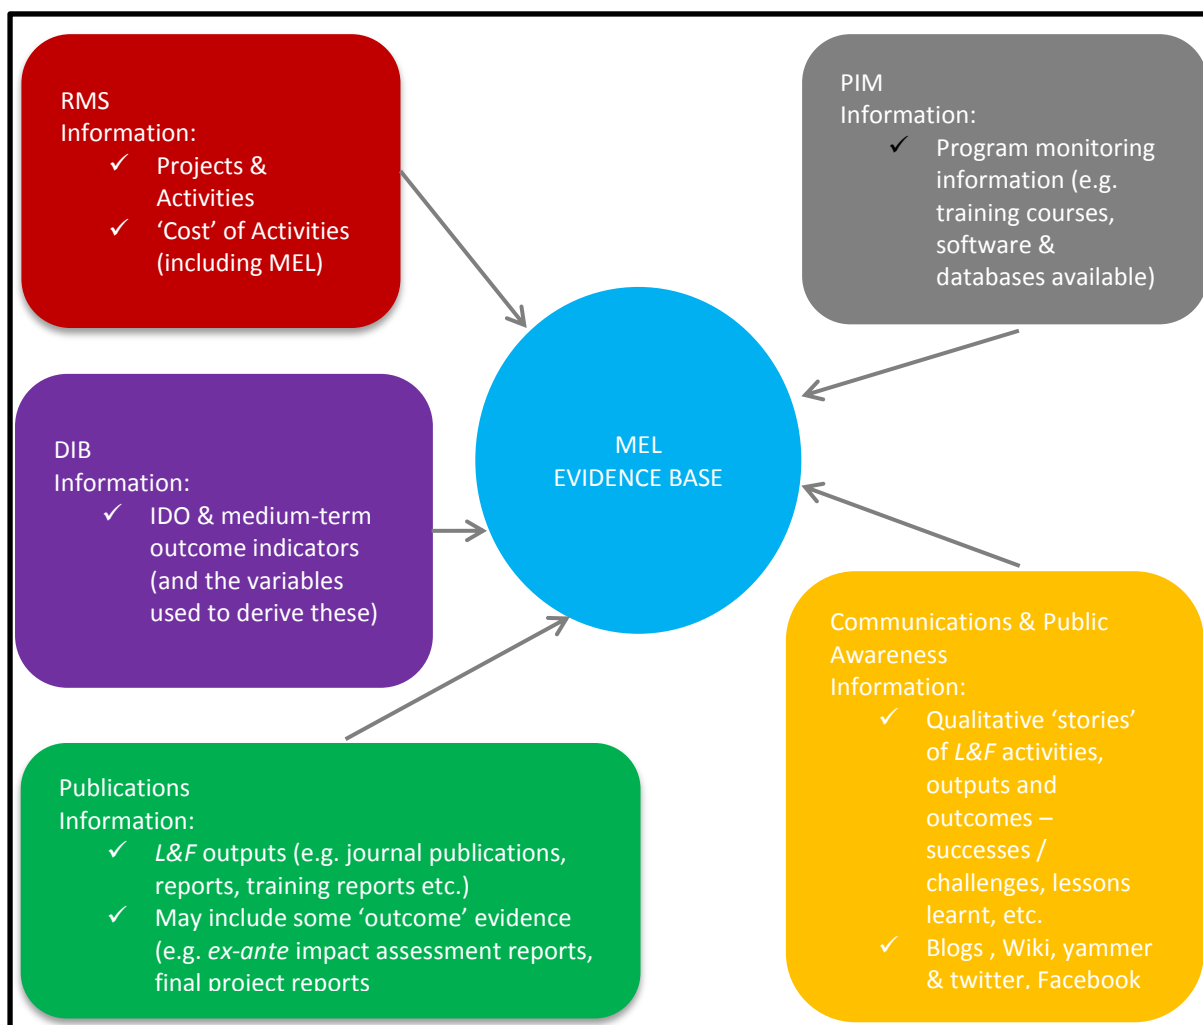 RMS
Information:
✓ Projects &
Activities
✓ ‘Cost’ of Activities
(including MEL)
PIM
Information:
✓ Program monitoring
information (e.g.
training courses,
software &
databases available)
DIB
Information:
✓ IDO & medium-term
outcome indicators
(and the variables
used to derive these)
MEL
EVIDENCE BASE
Publications
Information:
✓ L&F outputs (e.g. journal publications,
reports, training reports etc.)
✓ May include some ‘outcome’ evidence
(e.g. ex-ante impact assessment reports,
final project reports
Communications & Public
Awareness
Information:
✓ Qualitative ‘stories’
of L&F activities,
outputs and
outcomes –
successes /
challenges, lessons
learnt, etc.
✓ Blogs , Wiki, yammer
& twitter, Facebook